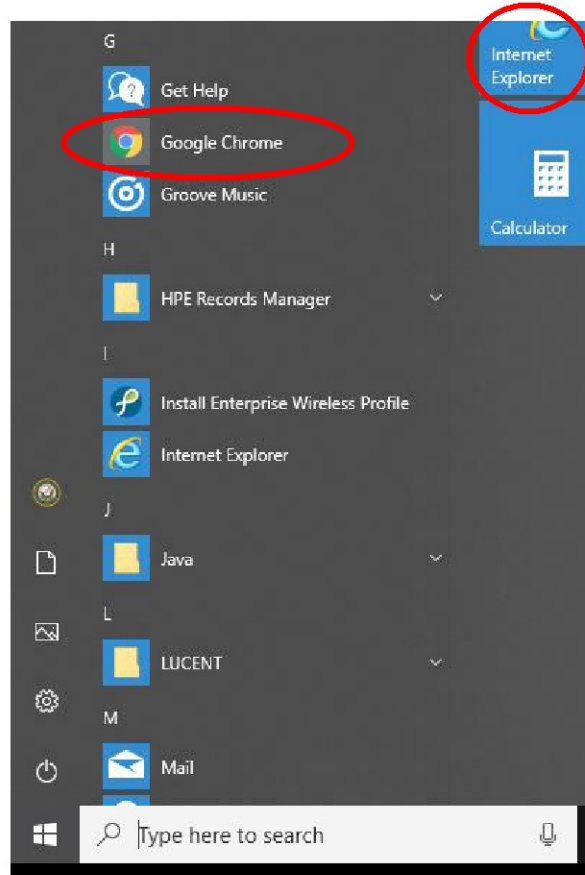 G
Get Help
Google Chrome
Groove Music
H
HPE Records Manager
I
Install Enterprise Wireless Profile
Internet Explorer
J
Java
L
LUCENT
M
Mail
Internet
Explorer
Calculator
Type here to search